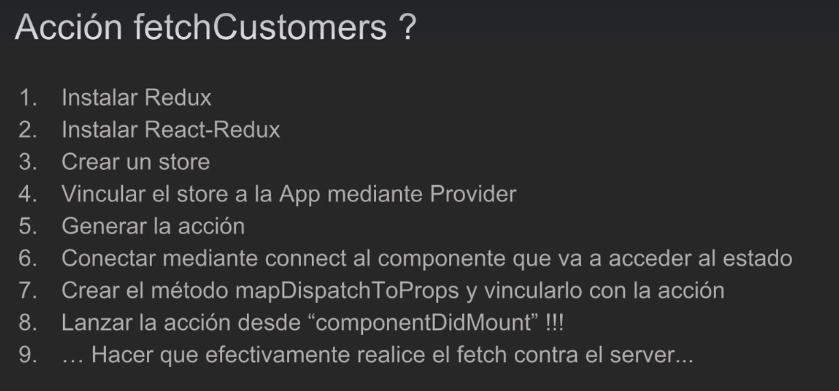 Acción fetchCustomers ?
1. Instalar Redux
2. Instalar React-Redux
3. Crear un store
4. Vincular el store a la App mediante Provider
5. Generar la acción
6. Conectar mediante connect al componente que va a acceder al estado
7. Crear el método mapDispatchToProps y vincularlo con la acción
8. Lanzar la acción desde “componentDidMount” !!!
9. … Hacer que efectivamente realice el fetch contra el server...